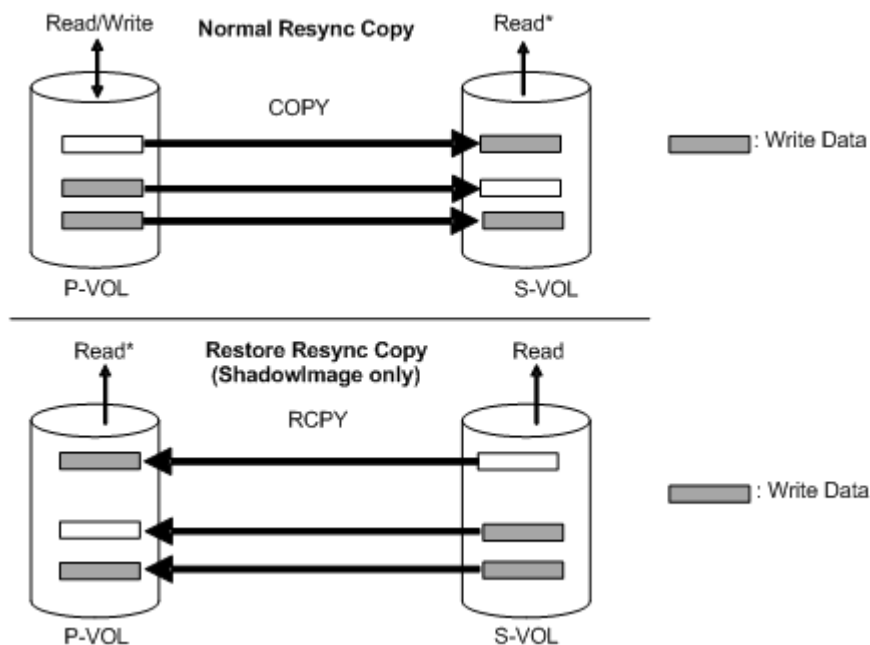 Read/Write
Normal Resync Copy
Read*
COPY
: Write Data
P-VOL
S-VOL
Read*
Restore Resync Copy
(ShadowImage only)
Read
RCPY
: Write Data
P-VOL
S-VOL